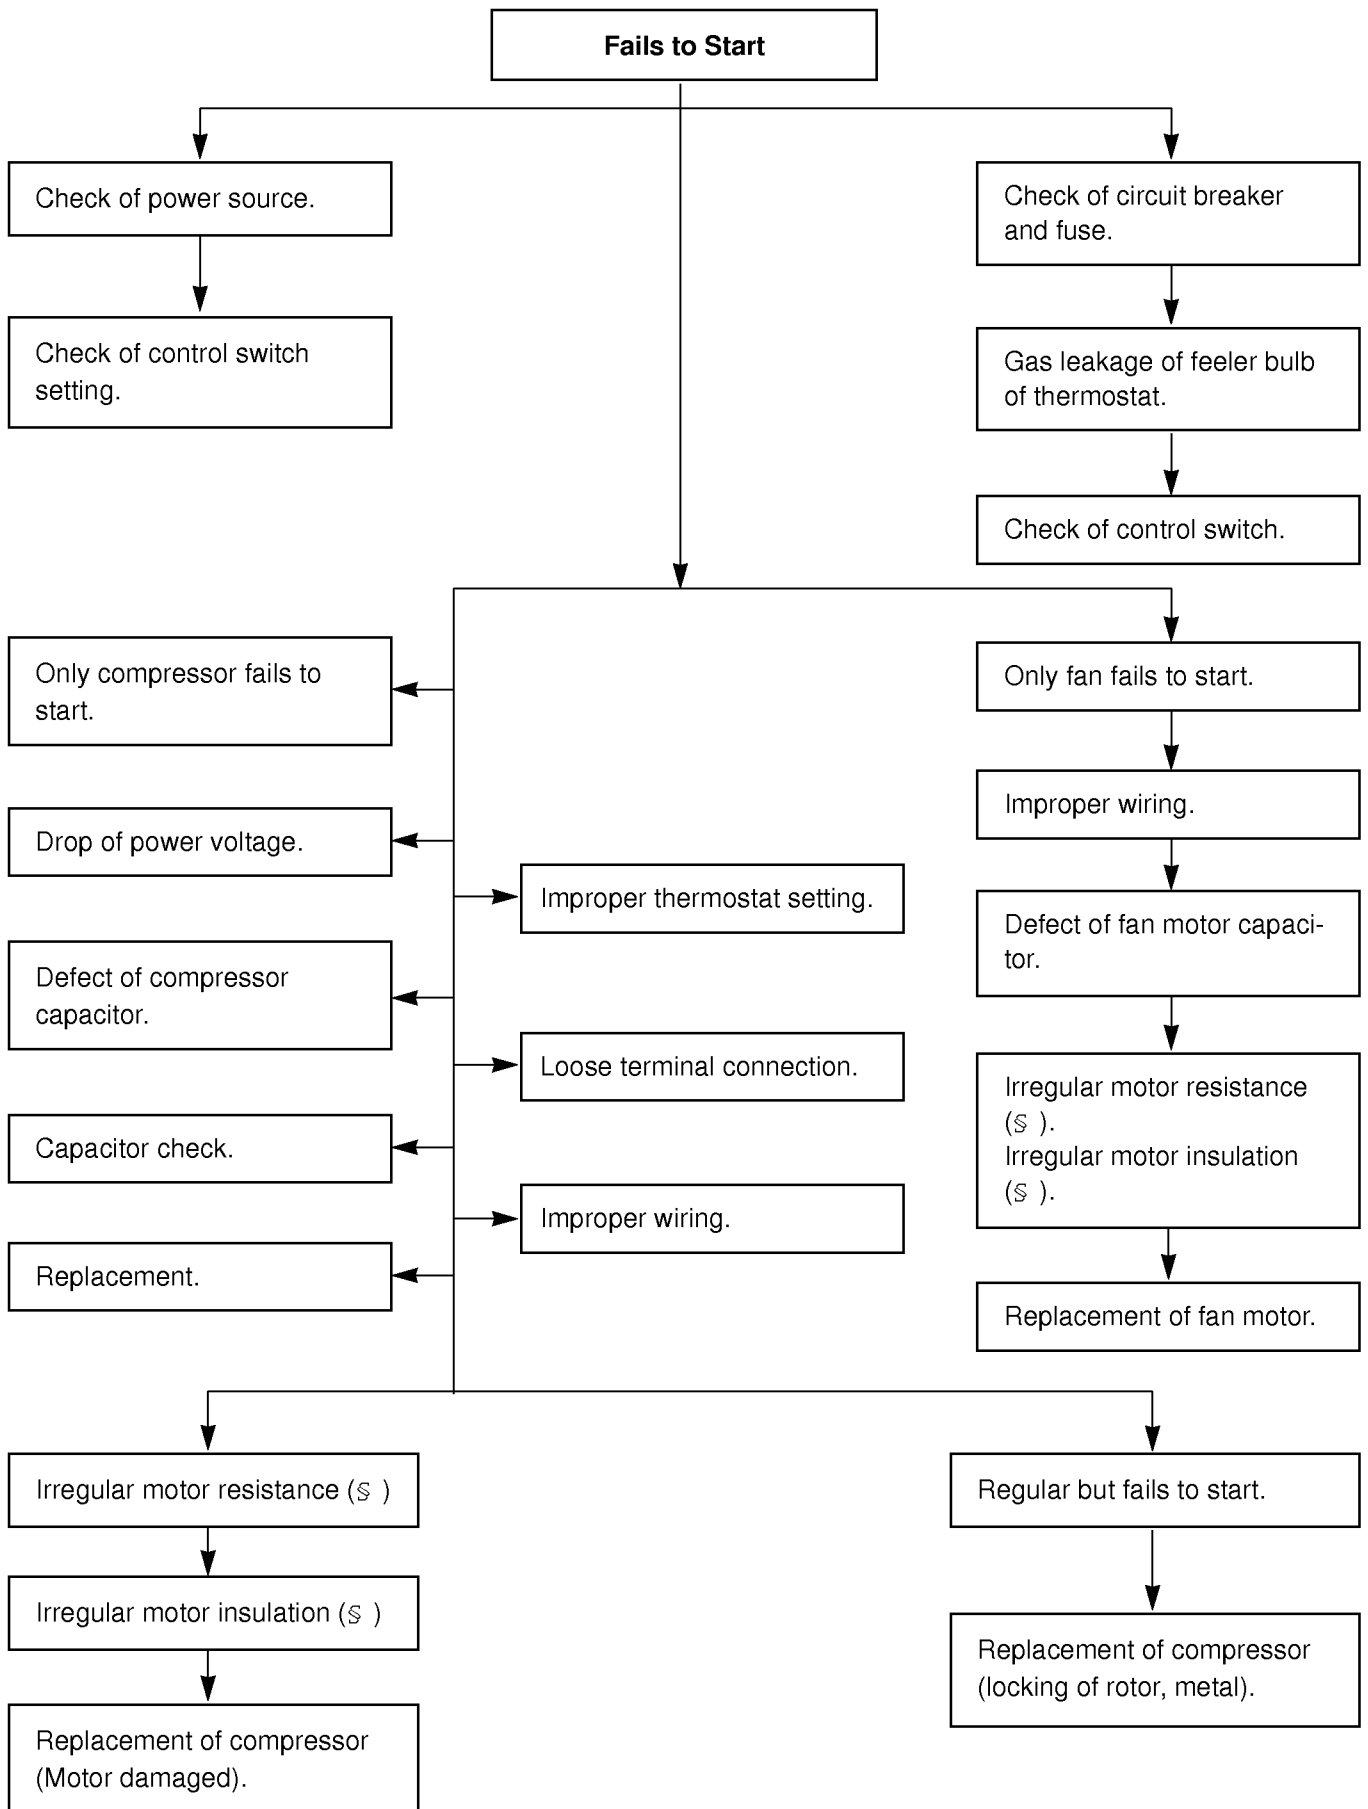 Fails to Start
Check of power source.
Check of circuit breaker
and fuse.
Check of control switch
setting.
Gas leakage of feeler bulb
of thermostat.
Check of control switch.
Only compressor fails to
start.
Only fan fails to start.
Drop of power voltage.
Improper wiring.
Improper thermostat setting.
Defect of compressor
capacitor.
Defect of fan motor capaci-
tor.
Loose terminal connection.
Capacitor check.
Irregular motor resistance
(§ ).
Irregular motor insulation
(§ ).
Improper wiring.
Replacement.
Replacement of fan motor.
Irregular motor resistance (§ )
Irregular motor insulation (§ )
Replacement of compressor
(Motor damaged).
Regular but fails to start.
Replacement of compressor
(locking of rotor, metal).